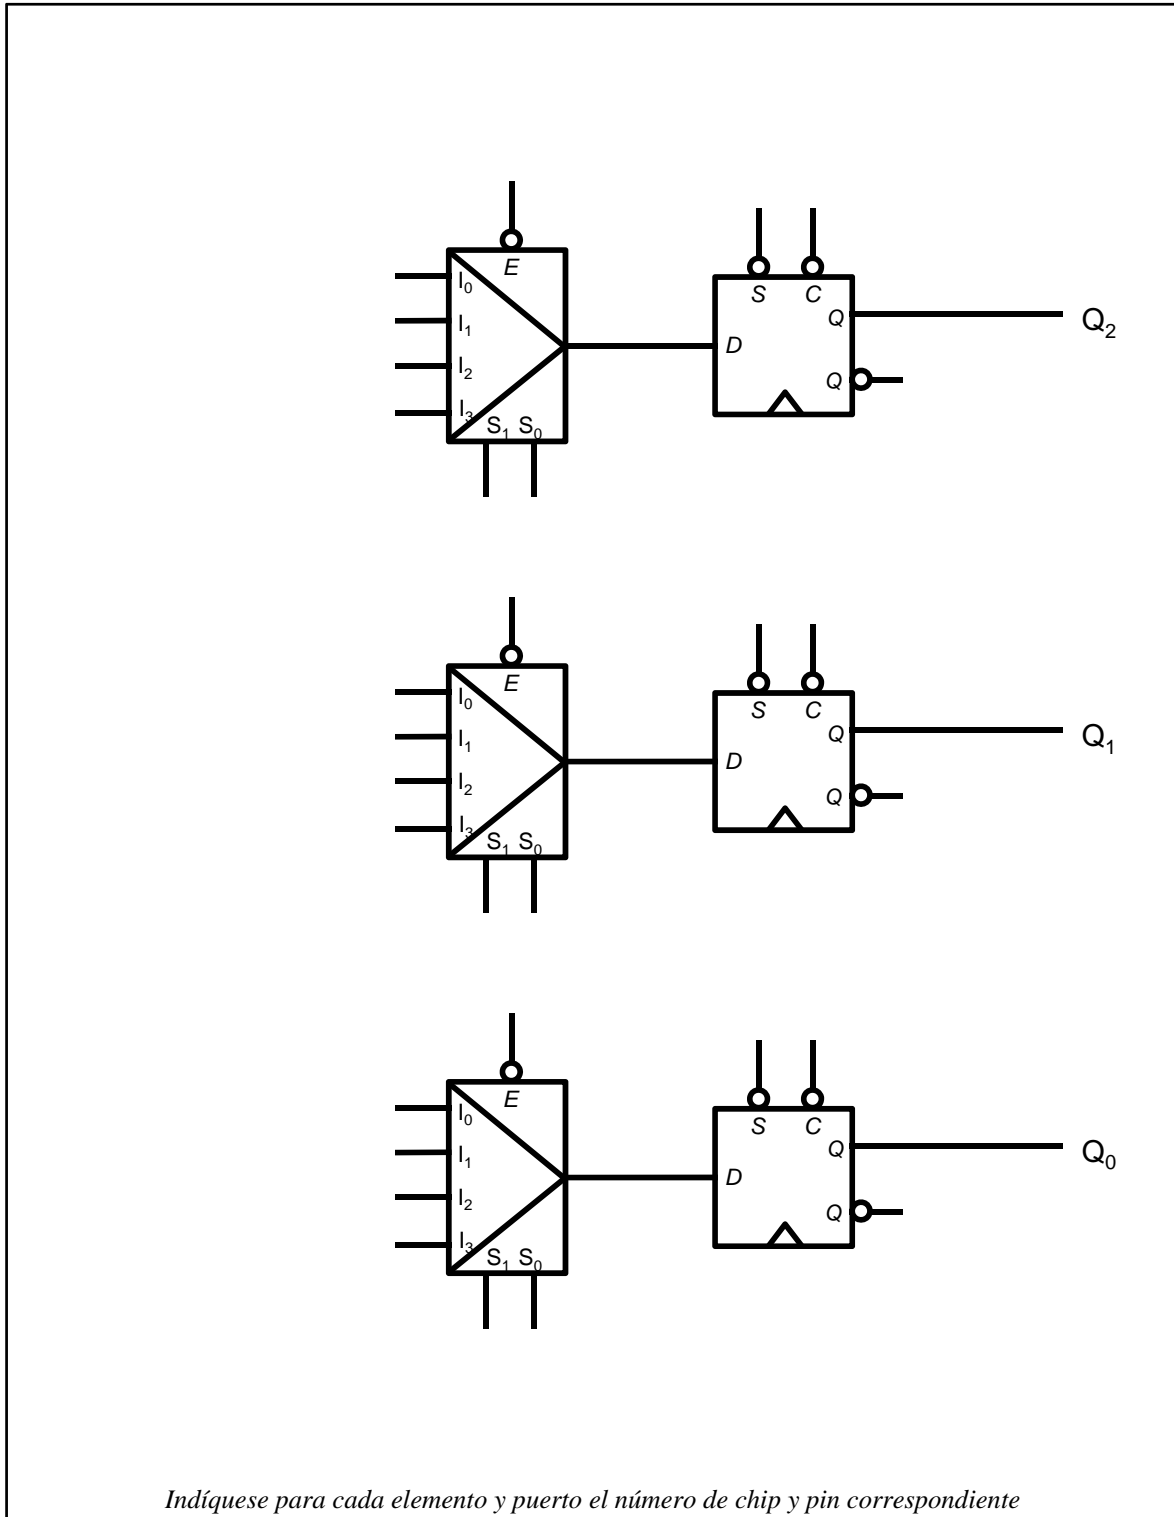 E
S C
I0
Q
Q2
I1
D
I2
Q
I3
S1 S0
E
S C
I0
Q
Q1
I1
D
I2
Q
I3
S1 S0
E
S C
I0
Q
Q0
I1
D
I2
Q
I3
S1 S0
Indíquese para cada elemento y puerto el número de chip y pin correspondiente